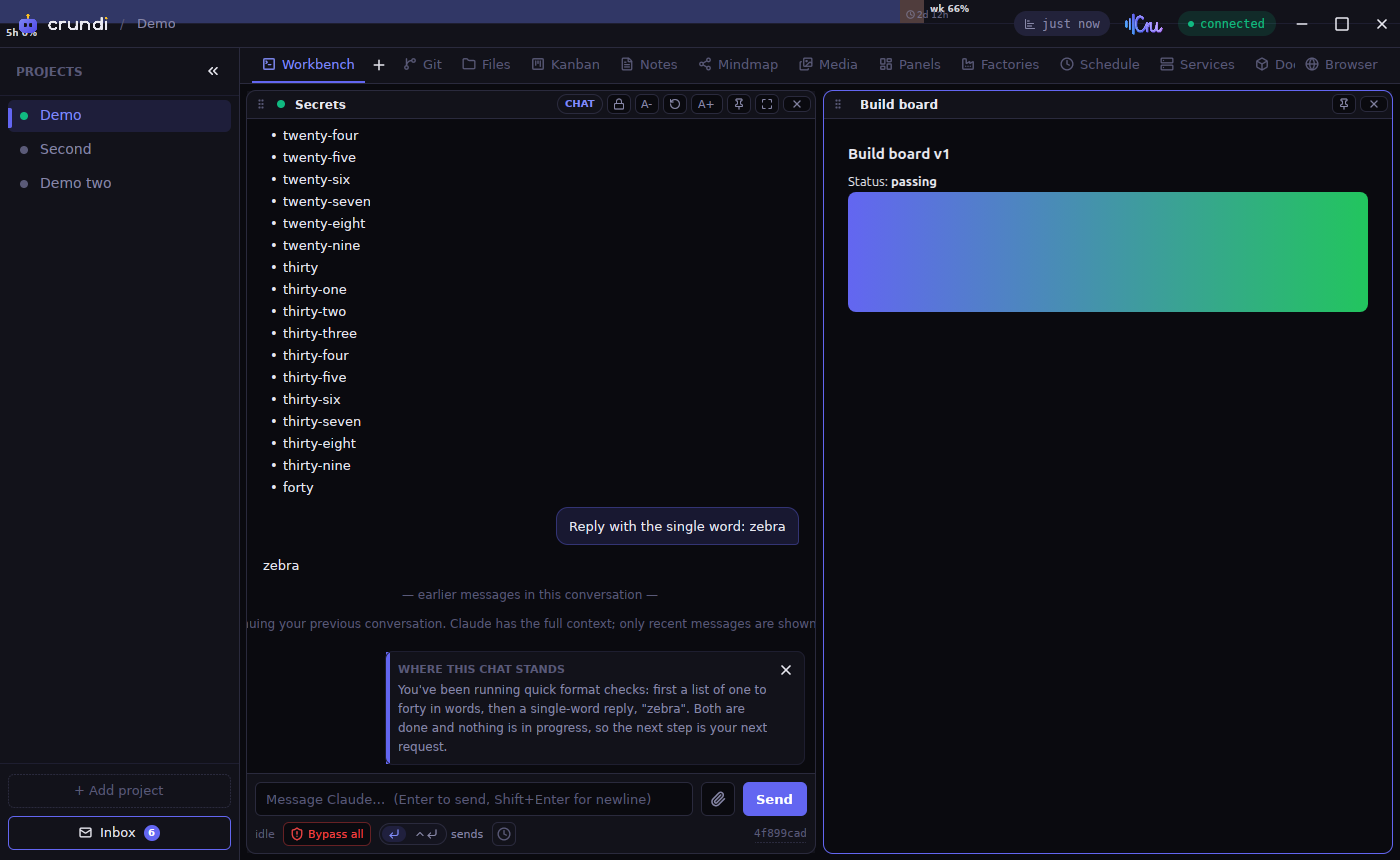 5h 0%
crundi / Demo
2d 12h
wk 66%
just now
Cru
connected
PROJECTS
Demo
Second
Demo two
+ Add project
Inbox 6
Workbench
+
Git
Files
Kanban
Notes
Mindmap
Media
Panels
Factories
Schedule
Services
Doc
Browser
Secrets
CHAT
A-
A+
• twenty-four
• twenty-five
• twenty-six
• twenty-seven
• twenty-eight
• twenty-nine
• thirty
• thirty-one
• thirty-two
• thirty-three
• thirty-four
• thirty-five
• thirty-six
• thirty-seven
• thirty-eight
• thirty-nine
• forty
Reply with the single word: zebra
zebra
— earlier messages in this conversation —
uing your previous conversation. Claude has the full context; only recent messages are shown
WHERE THIS CHAT STANDS
You've been running quick format checks: first a list of one to
forty in words, then a single-word reply, "zebra". Both are
done and nothing is in progress, so the next step is your next
request.
Message Claude... (Enter to send, Shift+Enter for newline)
Send
idle
Bypass all
sends
4f899cad
Build board
Build board v1
Status: passing